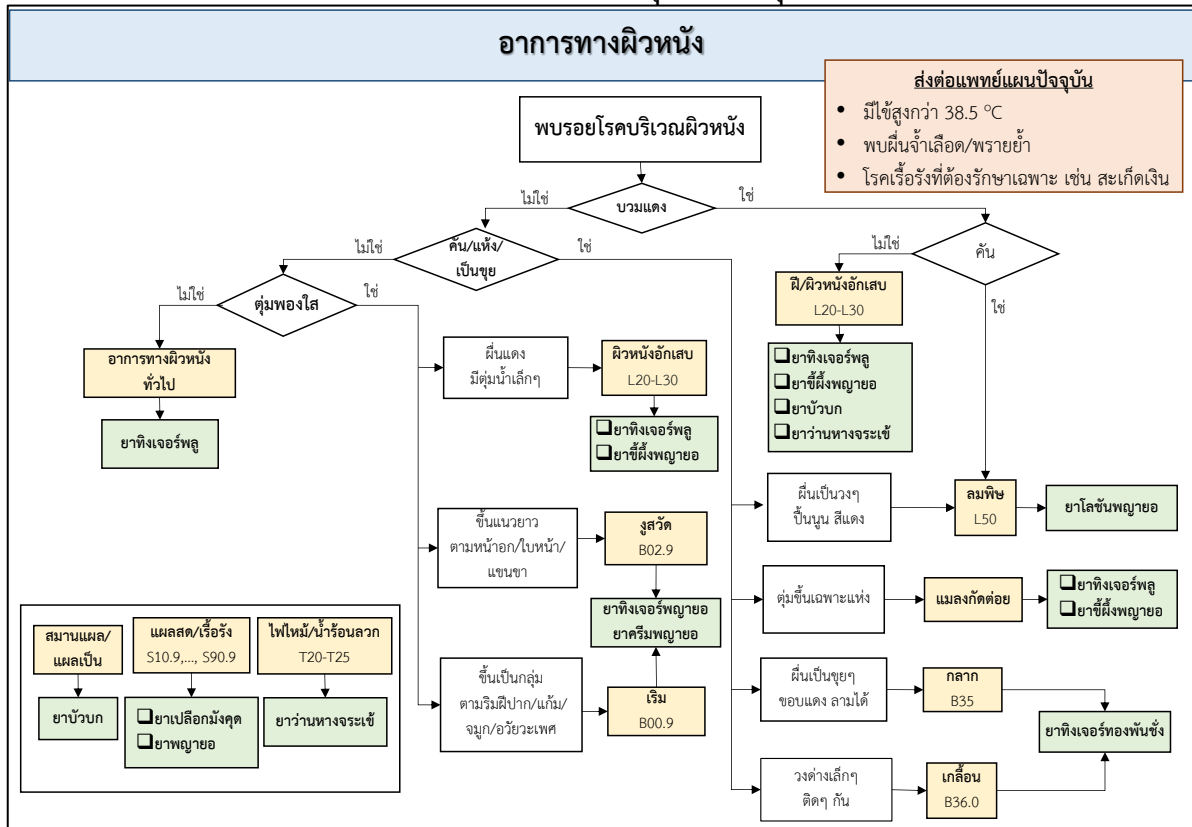 อาการทางผิวหนัง
ส่งต่อแพทย์แผนปัจจุบัน
• มีไข้สูงกว่า 38.5 °C
• พบผื่นจ้ำเลือด/พรายย้ำ
• โรคเรื้อรังที่ต้องรักษาเฉพาะ เช่น สะเก็ดเงิน
พบรอยโรคบริเวณผิวหนัง
ไม่ใช่
บวมแดง
ใช่
ไม่ใช่
คัน/แห้ง/
เป็นขุย
ใช่
ไม่ใช่
คัน
ใช่
ไม่ใช่
ตุ่มพองใส
ใช่
ฝี/ผิวหนังอักเสบ
L20-L30
❑ยาทิงเจอร์พลู
❑ยาขี้ผึ้งพญายอ
❑ยาบัวบก
❑ยาว่านหางจระเข้
อาการทางผิวหนัง
ทั่วไป
ยาทิงเจอร์พลู
ผื่นแดง
มีตุ่มน้ำเล็กๆ
ผิวหนังอักเสบ
L20-L30
❑ยาทิงเจอร์พลู
❑ยาขี้ผึ้งพญายอ
ผื่นเป็นวงๆ
ปื้นนูน สีแดง
ลมพิษ
L50
ยาโลชันพญายอ
ขึ้นแนวยาว
ตามหน้าอก/ใบหน้า/
แขนขา
งูสวัด
B02.9
ยาทิงเจอร์พญายอ
ยาครีมพญายอ
ตุ่มขึ้นเฉพาะแห่ง
แมลงกัดต่อย
❑ยาทิงเจอร์พลู
❑ยาขี้ผึ้งพญายอ
ขึ้นเป็นกลุ่ม
ตามริมฝีปาก/แก้ม/
จมูก/อวัยวะเพศ
เริม
B00.9
ผื่นเป็นขุยๆ
ขอบแดง ลามได้
กลาก
B35
ยาทิงเจอร์ทองพันชั่ง
วงด่างเล็กๆ
ติดๆ กัน
เกลื้อน
B36.0
สมานแผล/
แผลเป็น
ยาบัวบก
แผลสด/เรื้อรัง
S10.9,..., S90.9
❑ยาเปลือกมังคุด
❑ยาพญายอ
ไฟไหม้/น้ำร้อนลวก
T20-T25
ยาว่านหางจระเข้